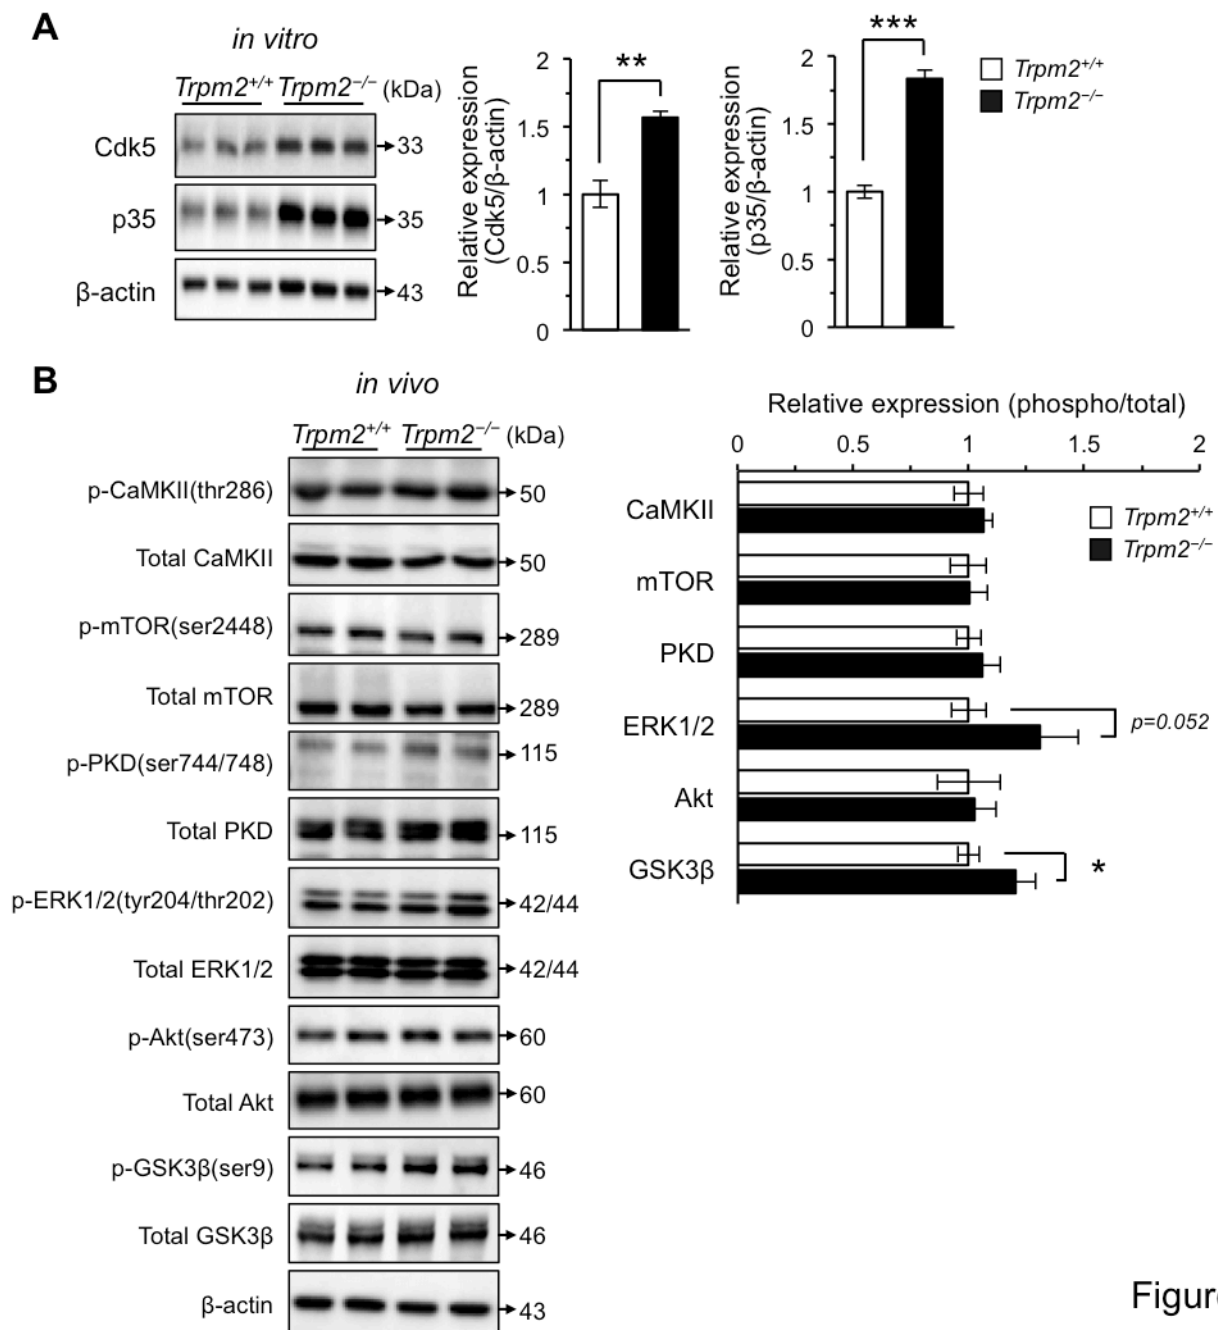 A
in vitro
Trpm2+/+ Trpm2−/− (kDa)
Cdk5
33
p35
35
β-actin
43
Relative expression
(Cdk5/β-actin)
2
1.5
1
0.5
0
**
Relative expression
(p35/β-actin)
2
1.5
1
0.5
0
***
Trpm2+/+
Trpm2−/−
B
in vivo
Trpm2+/+ Trpm2−/− (kDa)
p-CaMKII(thr286)
50
Total CaMKII
50
p-mTOR(ser2448)
289
Total mTOR
289
p-PKD(ser744/748)
115
Total PKD
115
p-ERK1/2(tyr204/thr202)
42/44
Total ERK1/2
42/44
p-Akt(ser473)
60
Total Akt
60
p-GSK3β(ser9)
46
Total GSK3β
46
β-actin
43
Relative expression (phospho/total)
0 0.5 1 1.5 2
CaMKII
mTOR
PKD
ERK1/2
Akt
GSK3β
Trpm2+/+
Trpm2−/−
p=0.052
*
Figure